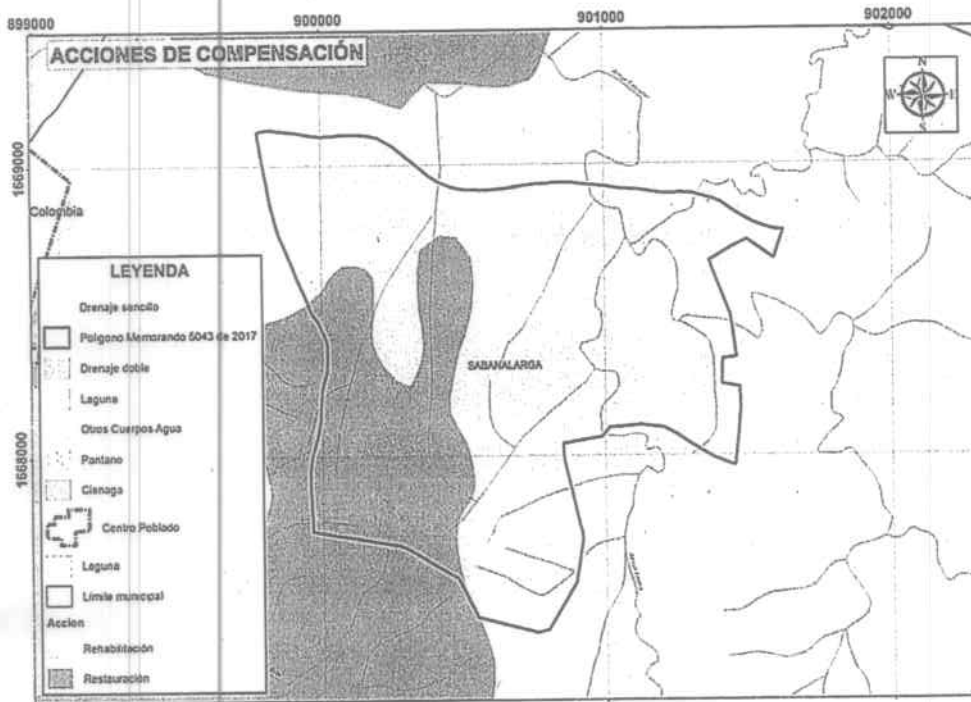 899000
900000
901000
902000
ACCIONES DE COMPENSACIÓN
N
W
E
S
1669000
Colombia
LEYENDA
Drenaje sencillo
Poligono Memorando 5043 de 2017
Drenaje doble
Laguna
Otros Cuerpos Agua
Pantano
Cienaga
Centro Poblado
Laguna
Límite municipal
Accion
Rehabilitación
Restauración
SABANALARGA
1668000